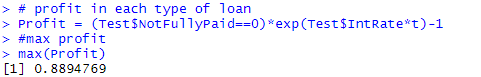 > # profit in each type of loan
> Profit = (Test$NotFullyPaid==0)*exp(Test$IntRate*t)-1
> #max profit
> max(Profit)
[1] 0.8894769